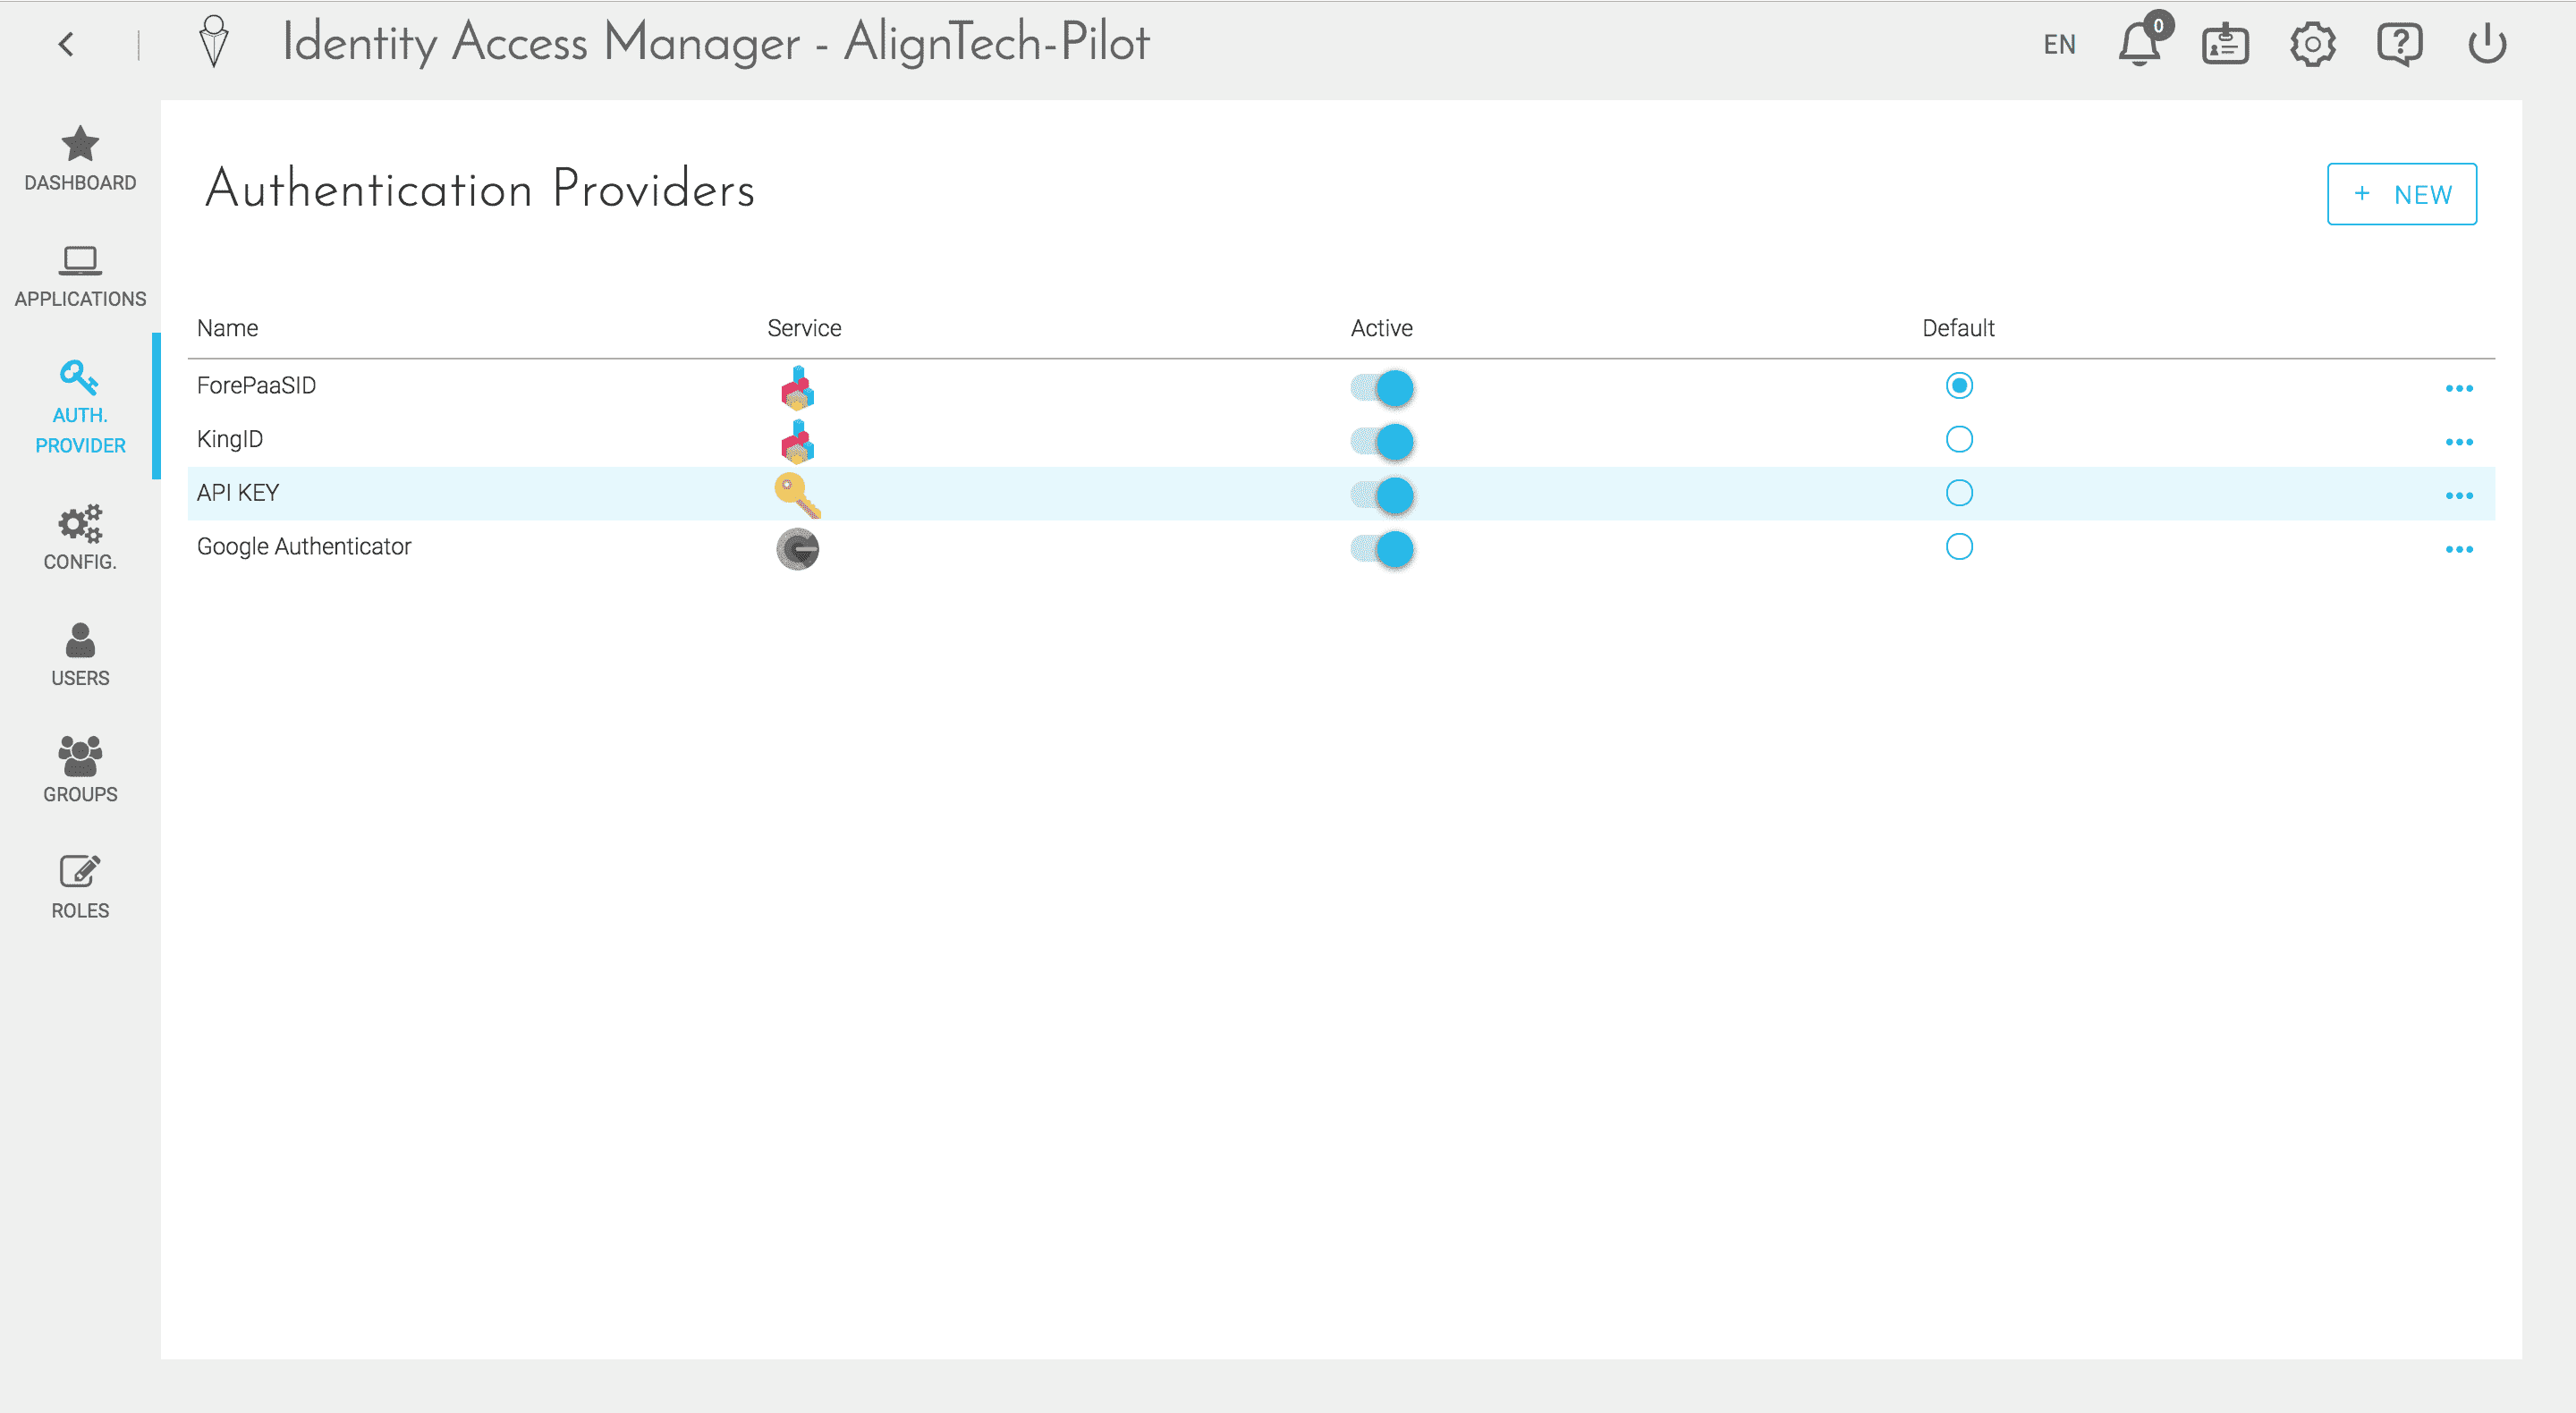 Identity Access Manager - AlignTech-Pilot
EN
0
DASHBOARD
APPLICATIONS
AUTH.
PROVIDER
CONFIG.
USERS
GROUPS
ROLES
Authentication Providers
+ NEW
Name Service Active Default
ForePaaSID
KingID
API KEY
Google Authenticator